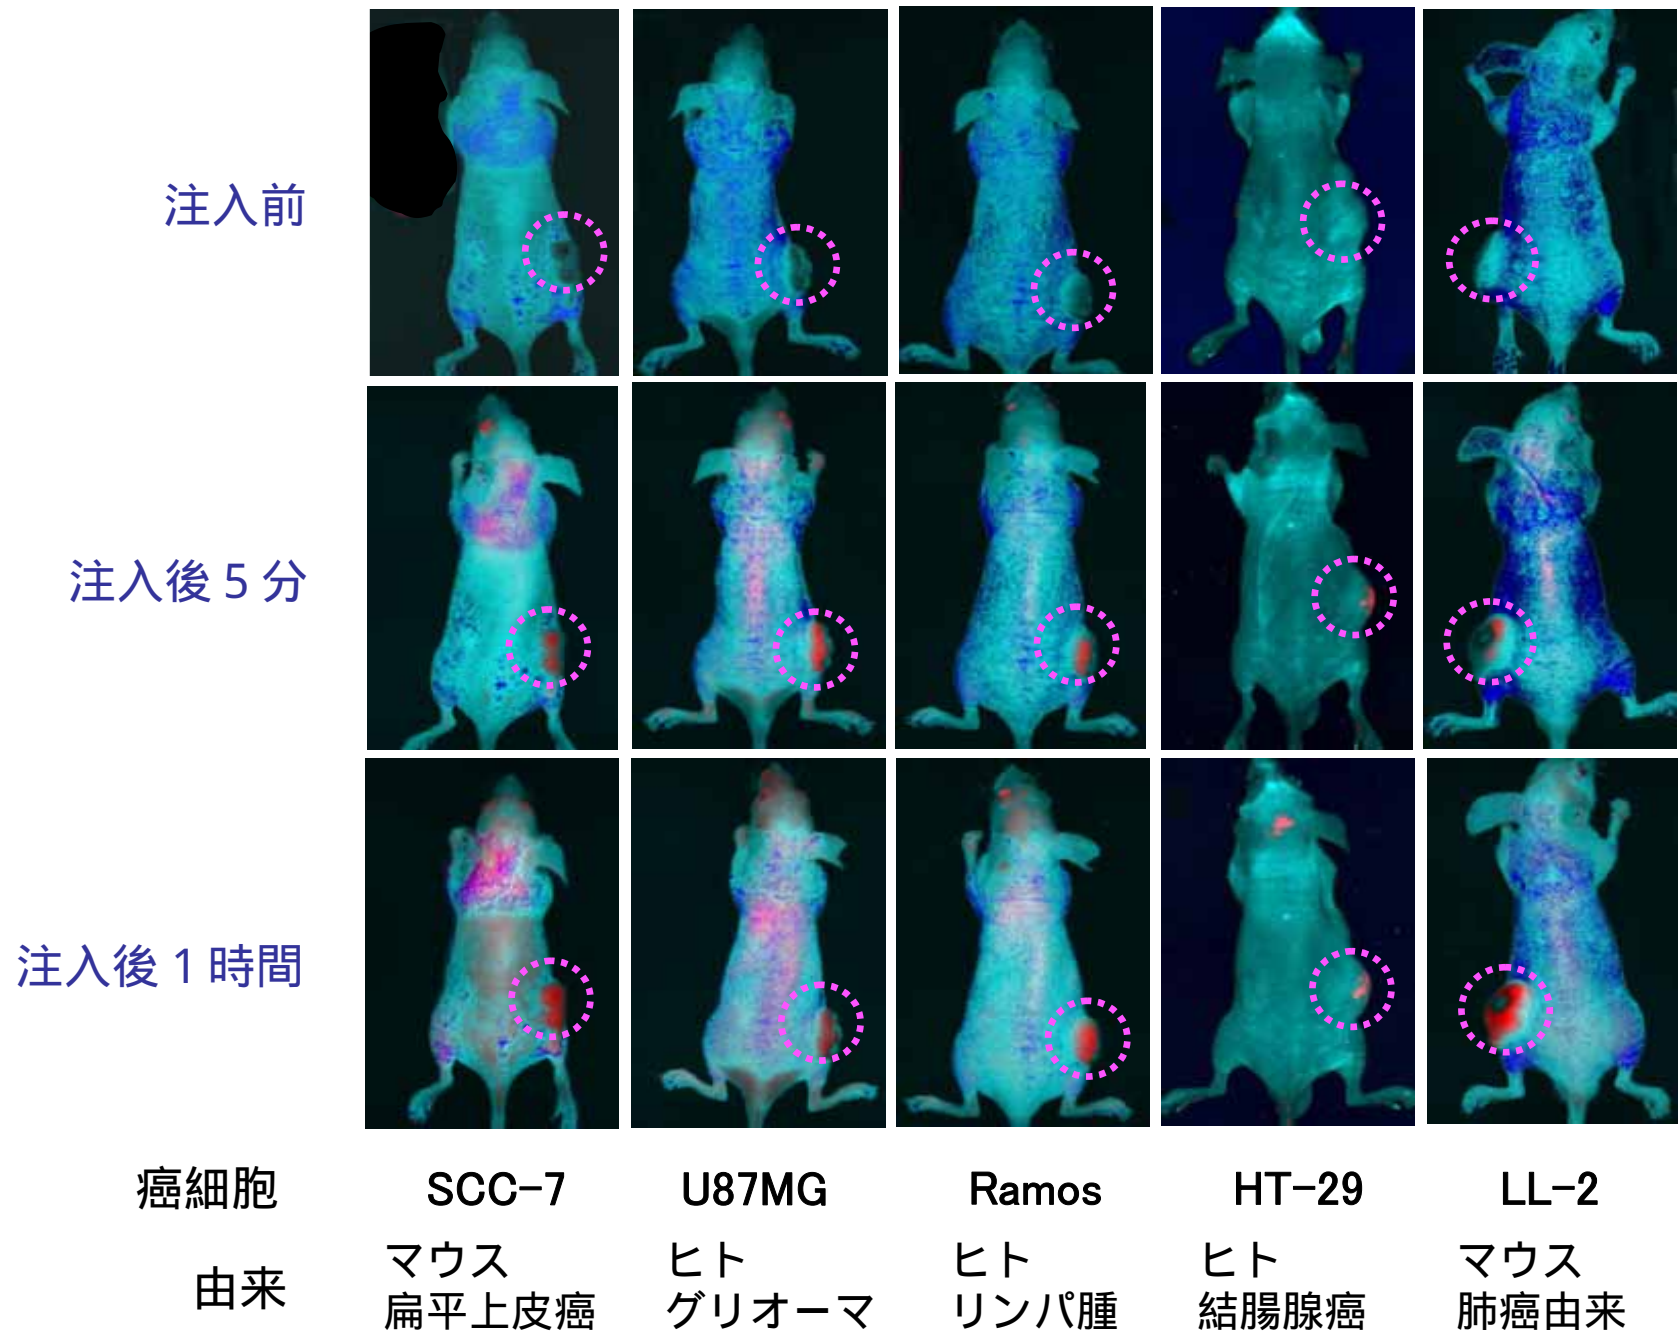 注入前
注入後5分
注入後1時間
癌細胞 SCC-7 U87MG Ramos HT-29 LL-2
由来 マウス ヒト ヒト ヒト マウス
扁平上皮癌 グリオーマ リンパ腫 結腸腺癌 肺癌由来